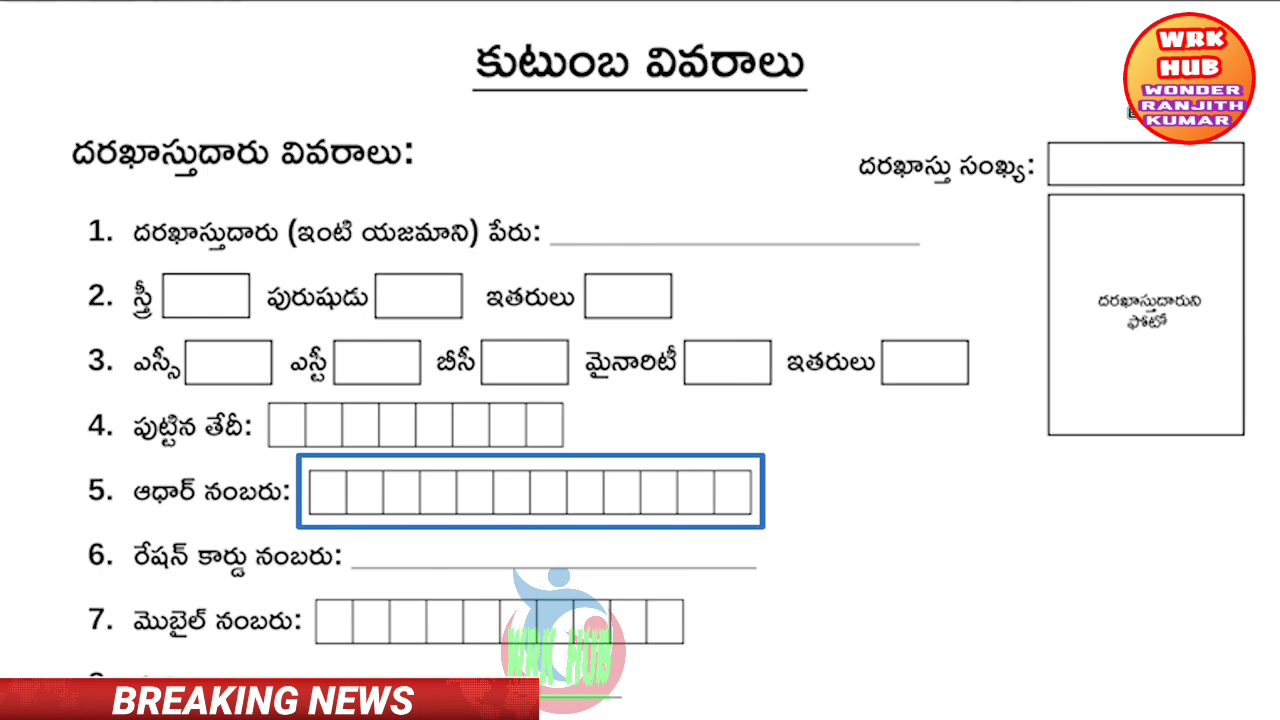 కుటుంబ వివరాలు
WRK
HUB
WONDER
RANJITH
KUMAR
దరఖాస్తుదారు వివరాలు:
దరఖాస్తు సంఖ్య:
1. దరఖాస్తుదారు (ఇంటి యజమాని) పేరు:
2. స్త్రీ పురుషుడు ఇతరులు
దరఖాస్తుదారుని
ఫోటో
3. ఎస్సీ ఎస్టీ బీసీ మైనారిటీ ఇతరులు
4. పుట్టిన తేదీ:
5. ఆధార్ నంబరు:
6. రేషన్ కార్డు నంబరు:
7. మొబైల్ నంబరు:
WRK HUB
BREAKING NEWS